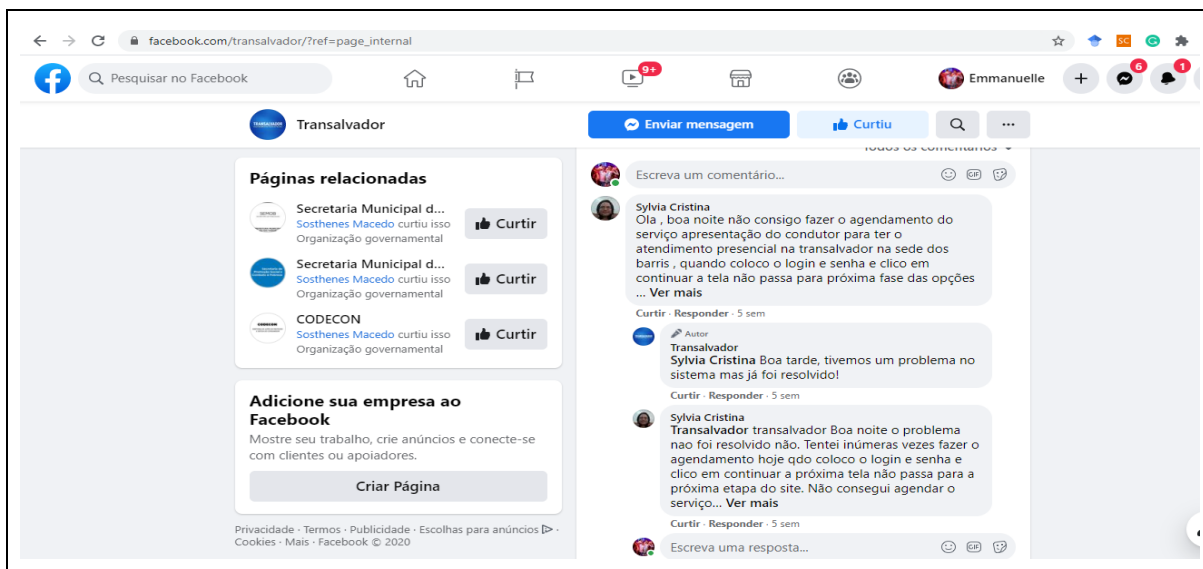 facebook.com/transalvador/?ref=page_internal
SC
Pesquisar no Facebook
9+
Emmanuelle
6
1
TRANSALVADOR
Transalvador
Enviar mensagem
Curtiu
Todos os comentários
Páginas relacionadas
Secretaria Municipal d...
Sosthenes Macedo curtiu isso
Organização governamental
Curtir
Secretaria Municipal d...
Sosthenes Macedo curtiu isso
Organização governamental
Curtir
CODECON
CODECON
Sosthenes Macedo curtiu isso
Organização governamental
Curtir
Adicione sua empresa ao
Facebook
Mostre seu trabalho, crie anúncios e conecte-se
com clientes ou apoiadores.
Criar Página
Privacidade · Termos · Publicidade · Escolhas para anúncios ·
Cookies · Mais · Facebook © 2020
Escreva um comentário...
GIF
Sylvia Cristina
Ola , boa noite não consigo fazer o agendamento do
serviço apresentação do condutor para ter o
atendimento presencial na transalvador na sede dos
barris , quando coloco o login e senha e clico em
continuar a tela não passa para próxima fase das opções
... Ver mais
Curtir · Responder · 5 sem
Autor
Transalvador
Sylvia Cristina Boa tarde, tivemos um problema no
sistema mas já foi resolvido!
Curtir · Responder · 5 sem
Sylvia Cristina
Transalvador transalvador Boa noite o problema
nao foi resolvido não. Tentei inúmeras vezes fazer o
agendamento hoje qdo coloco o login e senha e
clico em continuar a próxima tela não passa para a
próxima etapa do site. Não consegui agendar o
serviço... Ver mais
Curtir · Responder · 5 sem
Escreva uma resposta...
GIF